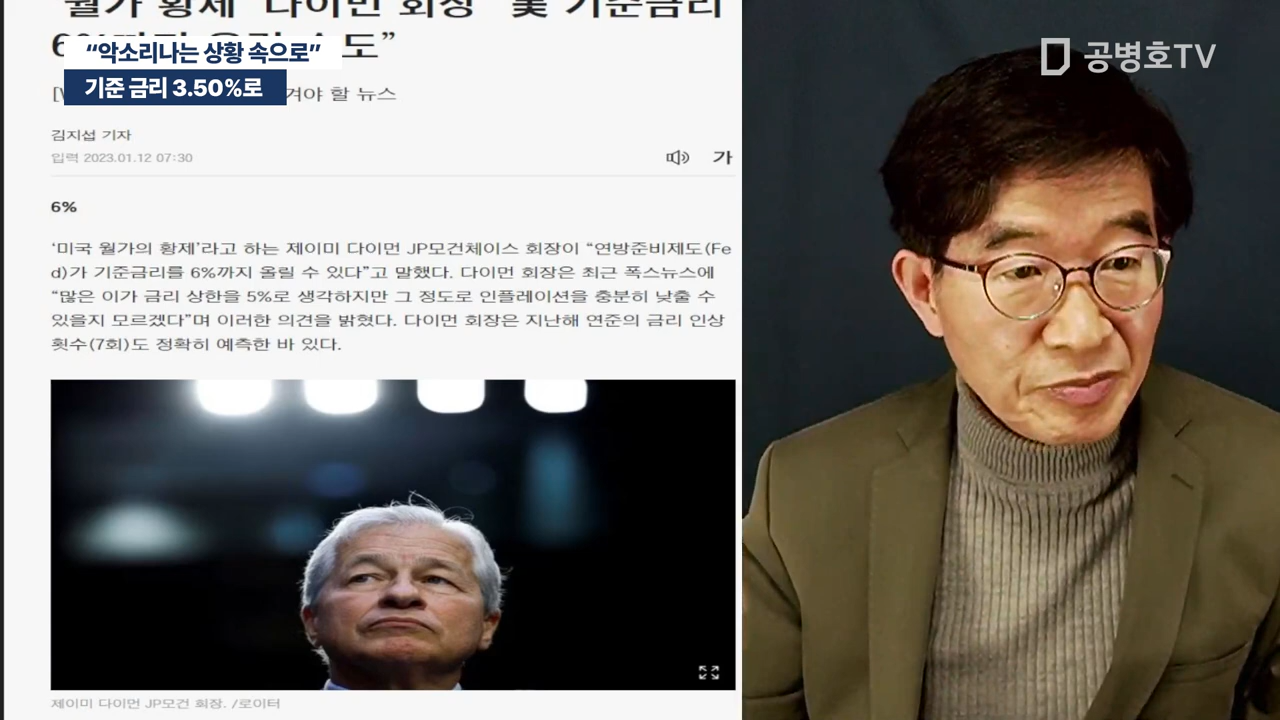 “월가 황제” 다이먼 회장 “美 기준금리
6%
도”
“악소리나는 상황 속으로”
기준 금리 3.50%로
겨야 할 뉴스
김지섭 기자
입력 2023.01.12 07:30
가
6%
‘미국 월가의 황제’라고 하는 제이미 다이먼 JP모건체이스 회장이 “연방준비제도(Fe
d)가 기준금리를 6%까지 올릴 수 있다”고 말했다. 다이먼 회장은 최근 폭스뉴스에
“많은 이가 금리 상한을 5%로 생각하지만 그 정도로 인플레이션을 충분히 낮출 수
있을지 모르겠다”며 이러한 의견을 밝혔다. 다이먼 회장은 지난해 연준의 금리 인상
횟수(7회)도 정확히 예측한 바 있다.
제이미 다이먼 JP모건 회장. /로이터
공병호TV